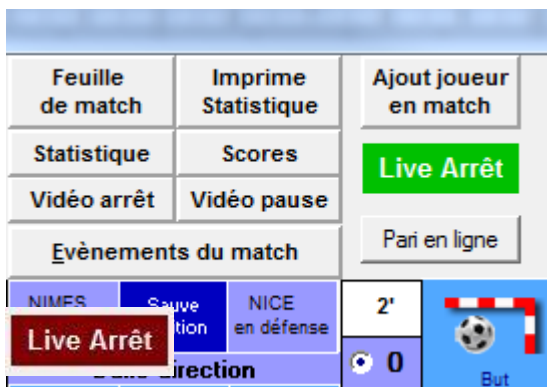 Feuille
de match
Imprime
Statistique
Ajout joueur
en match
Statistique
Scores
Live Arrêt
Vidéo arrêt
Vidéo pause
Evènements du match
Pari en ligne
NIMES
NICE
en défense
2'
Live Arrêt
0
But